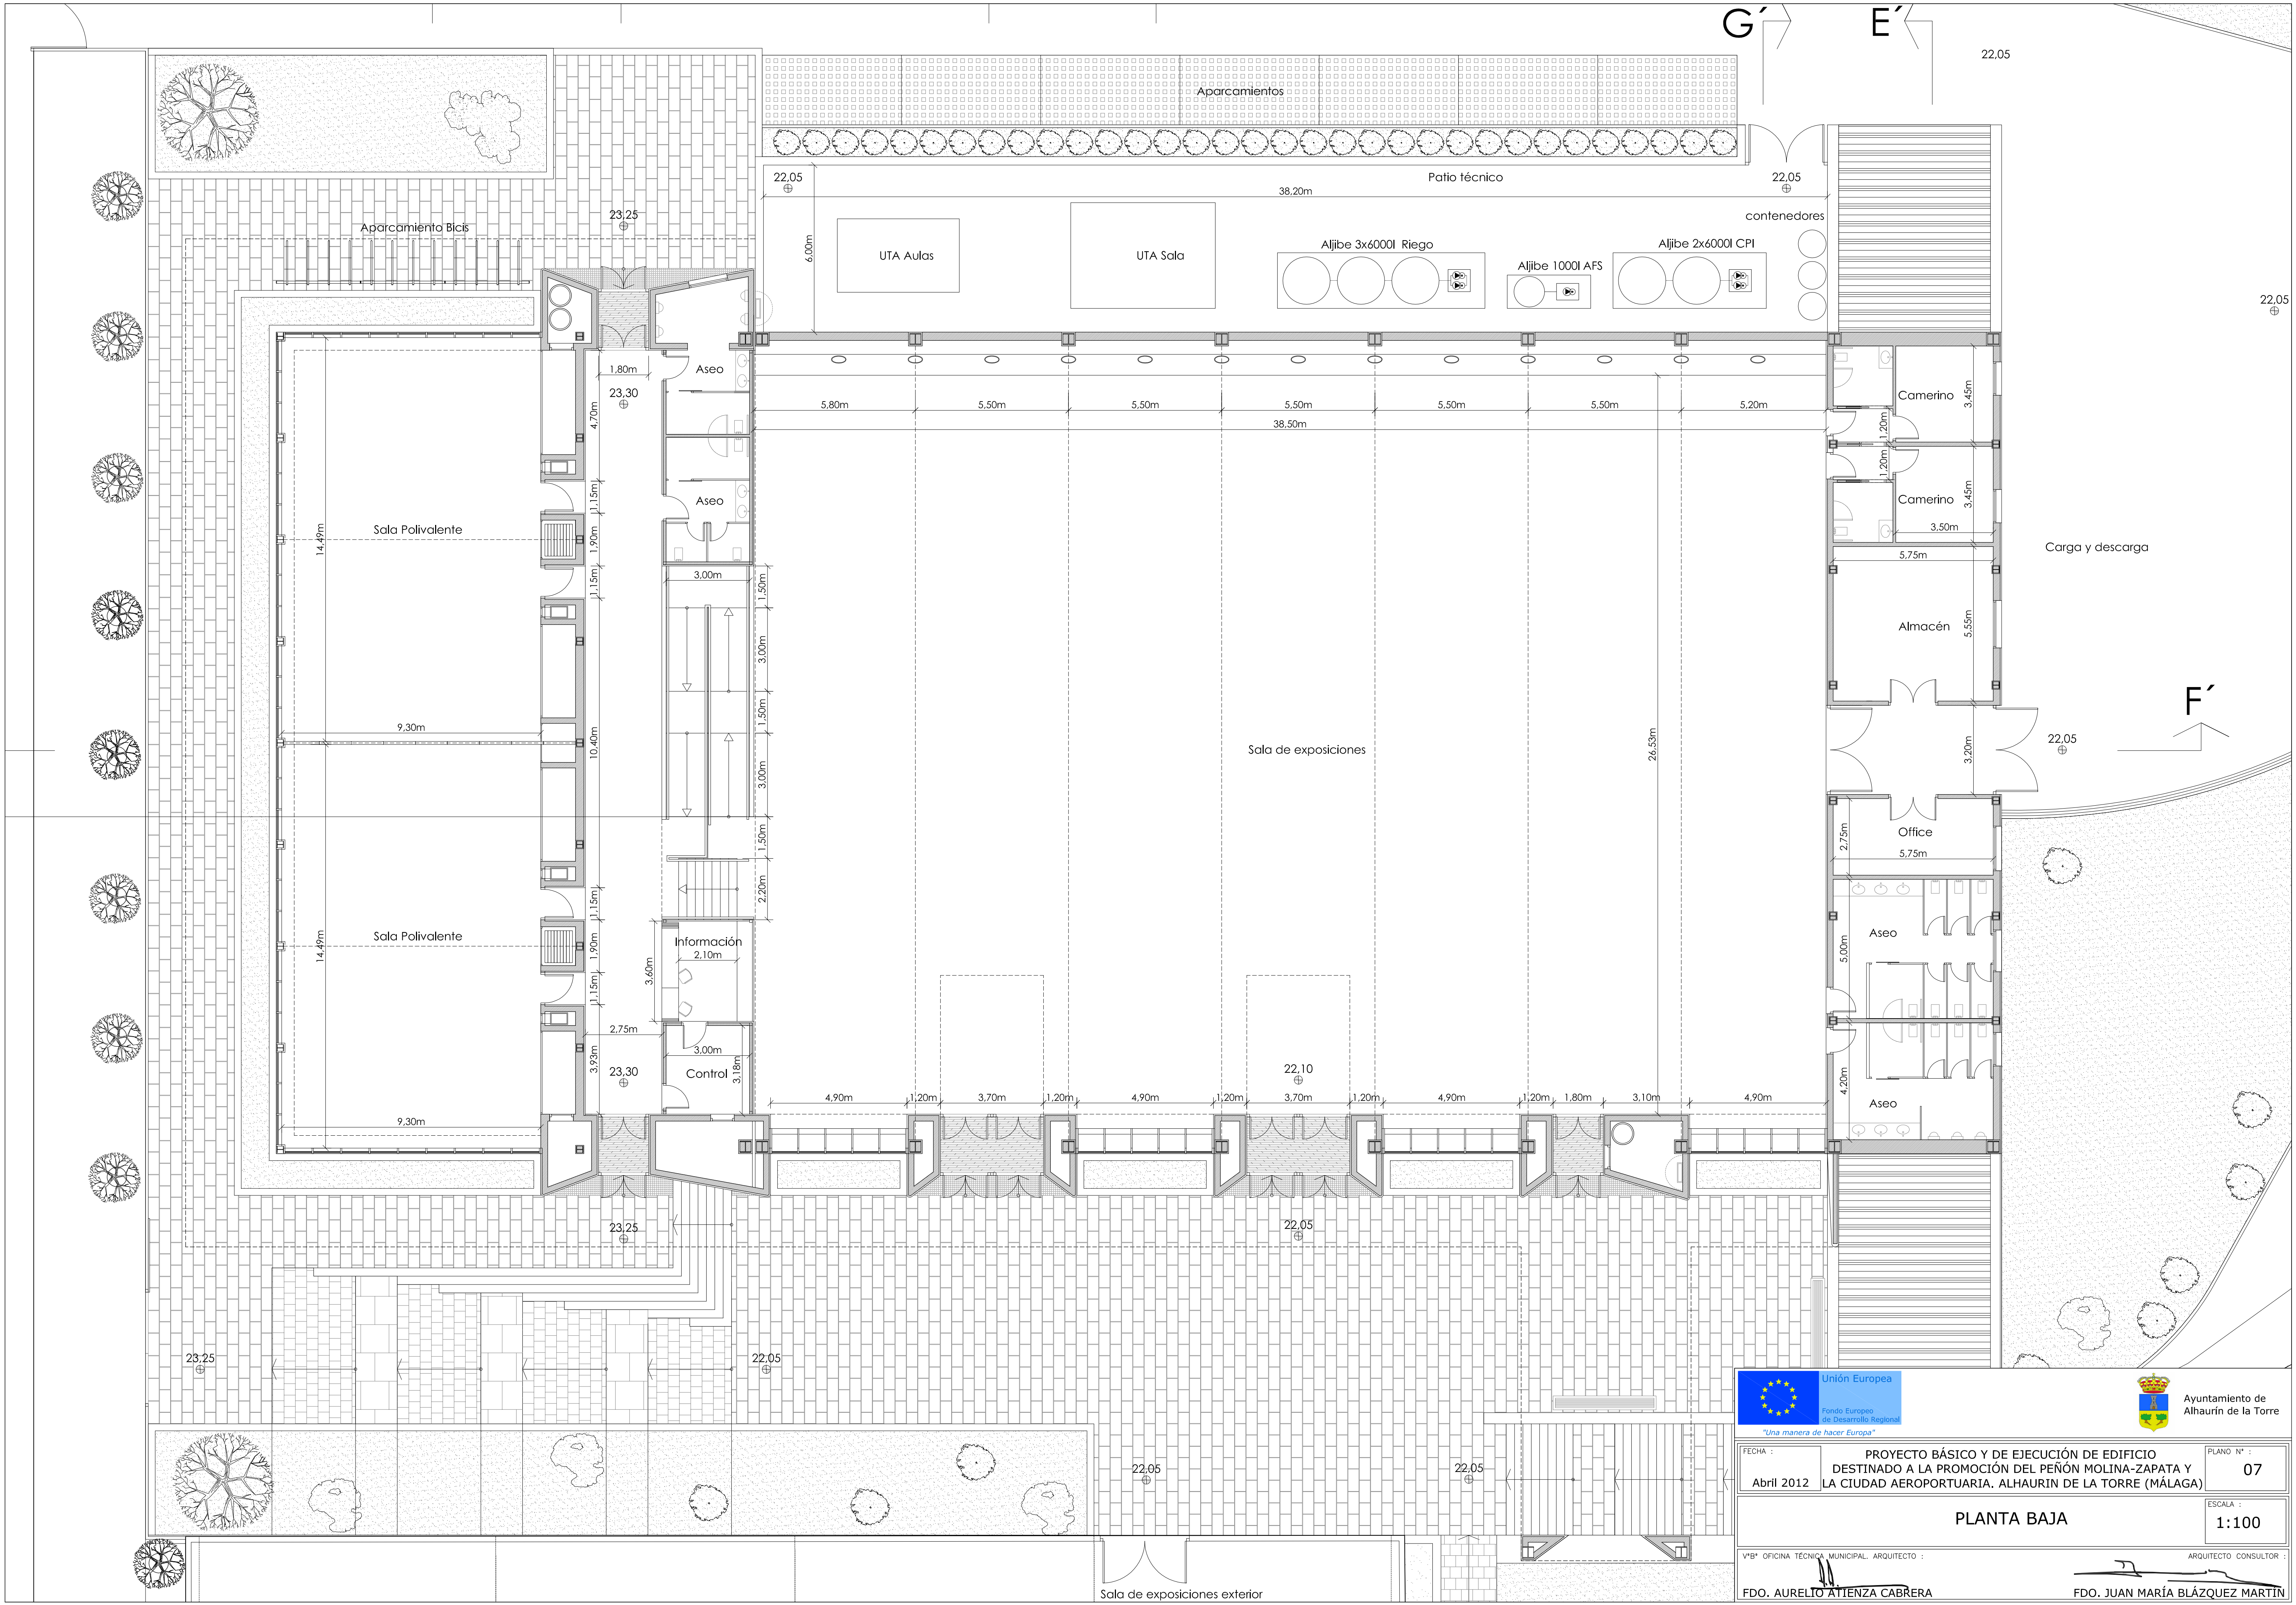 G´
E´
22,05
Aparcamientos
22,05
Patio técnico
22,05
38,20m
contenedores
23,25
Aparcamiento Bicis
6,00m
UTA Aulas
UTA Sala
Aljibe 3x6000l Riego
Aljibe 1000l AFS
Aljibe 2x6000l CPI
22,05
1,80m
23,30
4,70m
Aseo
5,80m
5,50m
5,50m
5,50m
5,50m
5,50m
5,20m
38,50m
Camerino
3,45m
1,20m
1,20m
Camerino
3,45m
3,50m
Sala Polivalente
14,49m
1,15m
1,90m
1,15m
Aseo
3,00m
1,50m
3,00m
1,50m
3,00m
1,50m
2,20m
5,75m
Almacén
5,55m
Carga y descarga
F´
22,05
3,20m
9,30m
10,40m
Sala de exposiciones
26,53m
Office
2,75m
5,75m
Sala Polivalente
14,49m
1,15m
1,90m
1,15m
Información
2,10m
3,60m
Aseo
5,00m
2,75m
3,93m
23,30
3,00m
Control
3,18m
22,10
4,90m
1,20m
3,70m
1,20m
4,90m
1,20m
3,70m
1,20m
4,90m
1,20m
1,80m
3,10m
4,90m
4,20m
Aseo
9,30m
23,25
22,05
23,25
22,05
22,05
22,05
Sala de exposiciones exterior
Unión Europea
Fondo Europeo
de Desarrollo Regional
"Una manera de hacer Europa"
Ayuntamiento de
Alhaurín de la Torre
FECHA :
Abril 2012
PROYECTO BÁSICO Y DE EJECUCIÓN DE EDIFICIO
DESTINADO A LA PROMOCIÓN DEL PEÑÓN MOLINA-ZAPATA Y
LA CIUDAD AEROPORTUARIA. ALHAURIN DE LA TORRE (MÁLAGA)
PLANO Nº :
07
PLANTA BAJA
ESCALA :
1:100
VºBº OFICINA TÉCNICA MUNICIPAL. ARQUITECTO :
ARQUITECTO CONSULTOR :
FDO. AURELIO ATIENZA CABRERA
FDO. JUAN MARÍA BLÁZQUEZ MARTÍN